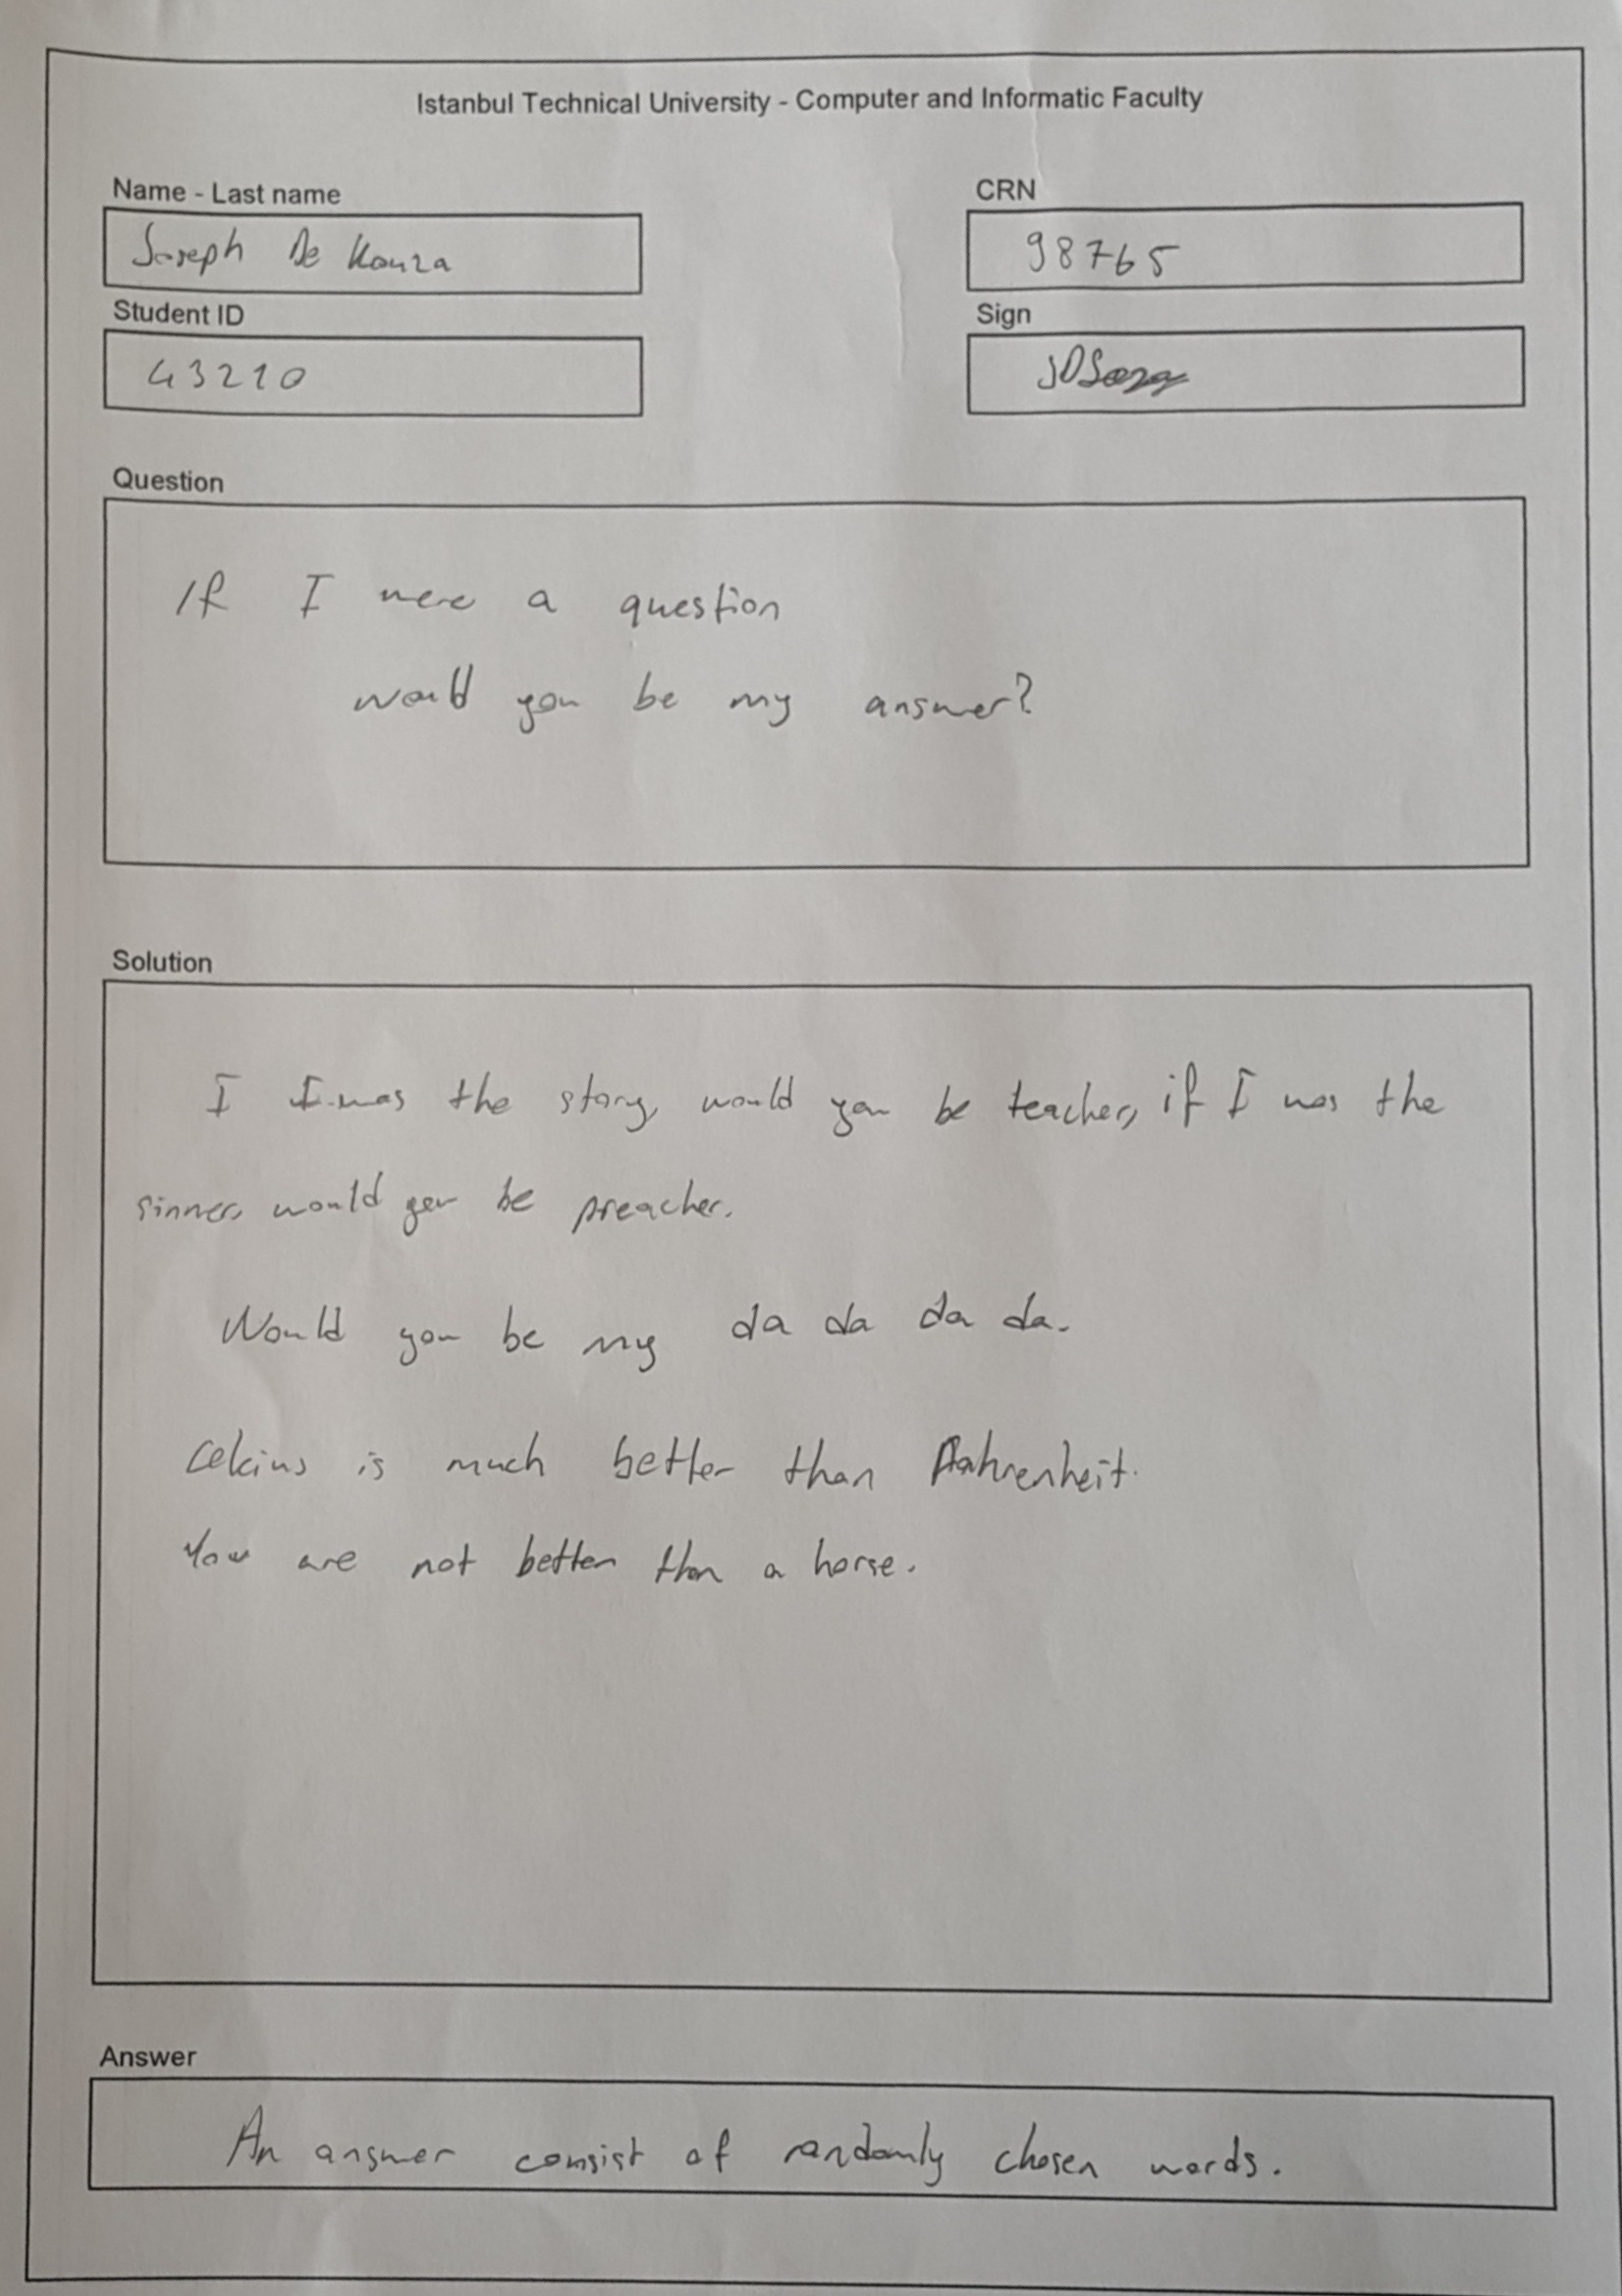 Istanbul Technical University - Computer and Informatic Faculty
Name - Last name
CRN
Joseph De Kouza
98765
Student ID
Sign
43210
Question
If I were a question
would you be my answer?
Solution
I I was the story, would you be teacher, if I was the
sinner, would you be preacher.
Would you be my da da da da.
Celcius is much better than Fahrenheit.
You are not better than a horse.
Answer
An answer consist of randomly chosen words.